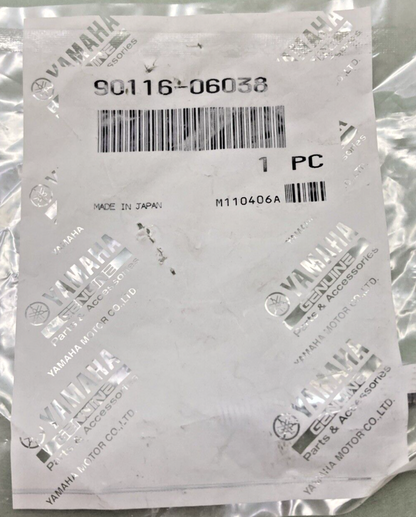 YAMAHA
Accessories
90116-06038
1 PC
MADE IN JAPAN
M110406A
YAMAHA
YAMAHA
GENUINE
Parts & Accessories
YAMAHA MOTOR CO.,LTD.
YAMAHA
GENUINE
Parts & Accessories
YAMAHA MOTOR CO.,LTD.
YAMAHA
GENUINE
Parts & Accessories
YAMAHA MOTOR CO.,LTD.
YAMAHA
GENUINE
Parts & Accessories
YAMAHA MOTOR CO.,LTD.